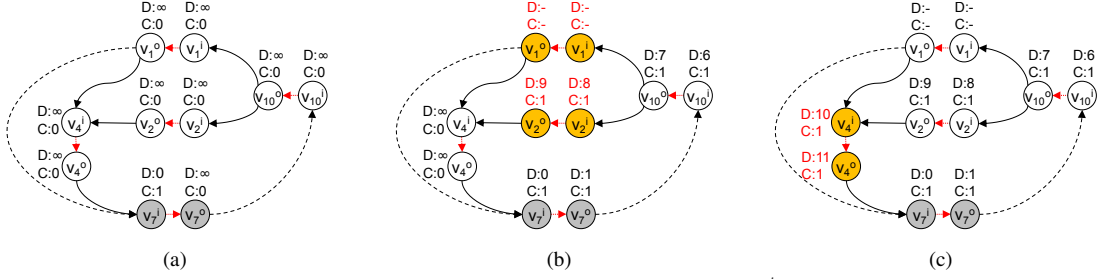 D:∞ D:∞
C:0 C:0
v₁ᵒ v₁ⁱ
D:∞ D:∞
C:0 C:0
v₁₀ᵒ v₁₀ⁱ
D:∞ D:∞
C:0 C:0
v₂ᵒ v₂ⁱ
D:∞
C:0
v₄ⁱ
D:∞
C:0
v₄ᵒ
D:0 D:∞
C:1 C:0
v₇ⁱ v₇ᵒ
(a)
D:- D:-
C:- C:-
v₁ᵒ v₁ⁱ
D:7 D:6
C:1 C:1
v₁₀ᵒ v₁₀ⁱ
D:9 D:8
C:1 C:1
v₂ᵒ v₂ⁱ
D:∞
C:0
v₄ⁱ
D:∞
C:0
v₄ᵒ
D:0 D:1
C:1 C:1
v₇ⁱ v₇ᵒ
(b)
D:- D:-
C:- C:-
v₁ᵒ v₁ⁱ
D:7 D:6
C:1 C:1
v₁₀ᵒ v₁₀ⁱ
D:9 D:8
C:1 C:1
v₂ᵒ v₂ⁱ
D:10
C:1
v₄ⁱ
D:11
C:1
v₄ᵒ
D:0 D:1
C:1 C:1
v₇ⁱ v₇ᵒ
(c)